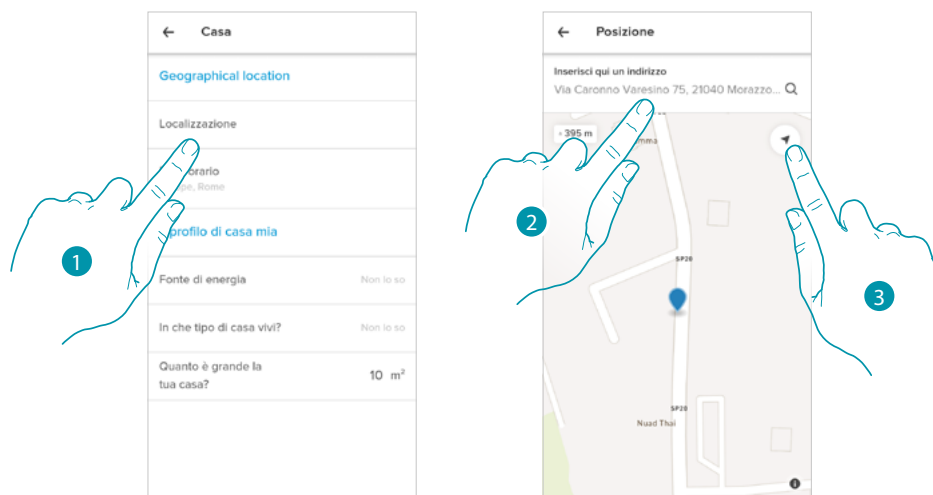 Casa
Geographical location
Localizzazione
orario
pe, Rome
profilo di casa mia
Fonte di energia
Non lo so
In che tipo di casa vivi?
Non lo so
Quanto è grande la
tua casa?
10 m²
1
Posizione
Inserisci qui un indirizzo
Via Caronno Varesino 75, 21040 Morazzo...
395 m
mma
SP20
SP20
Nuad Thai
2
3